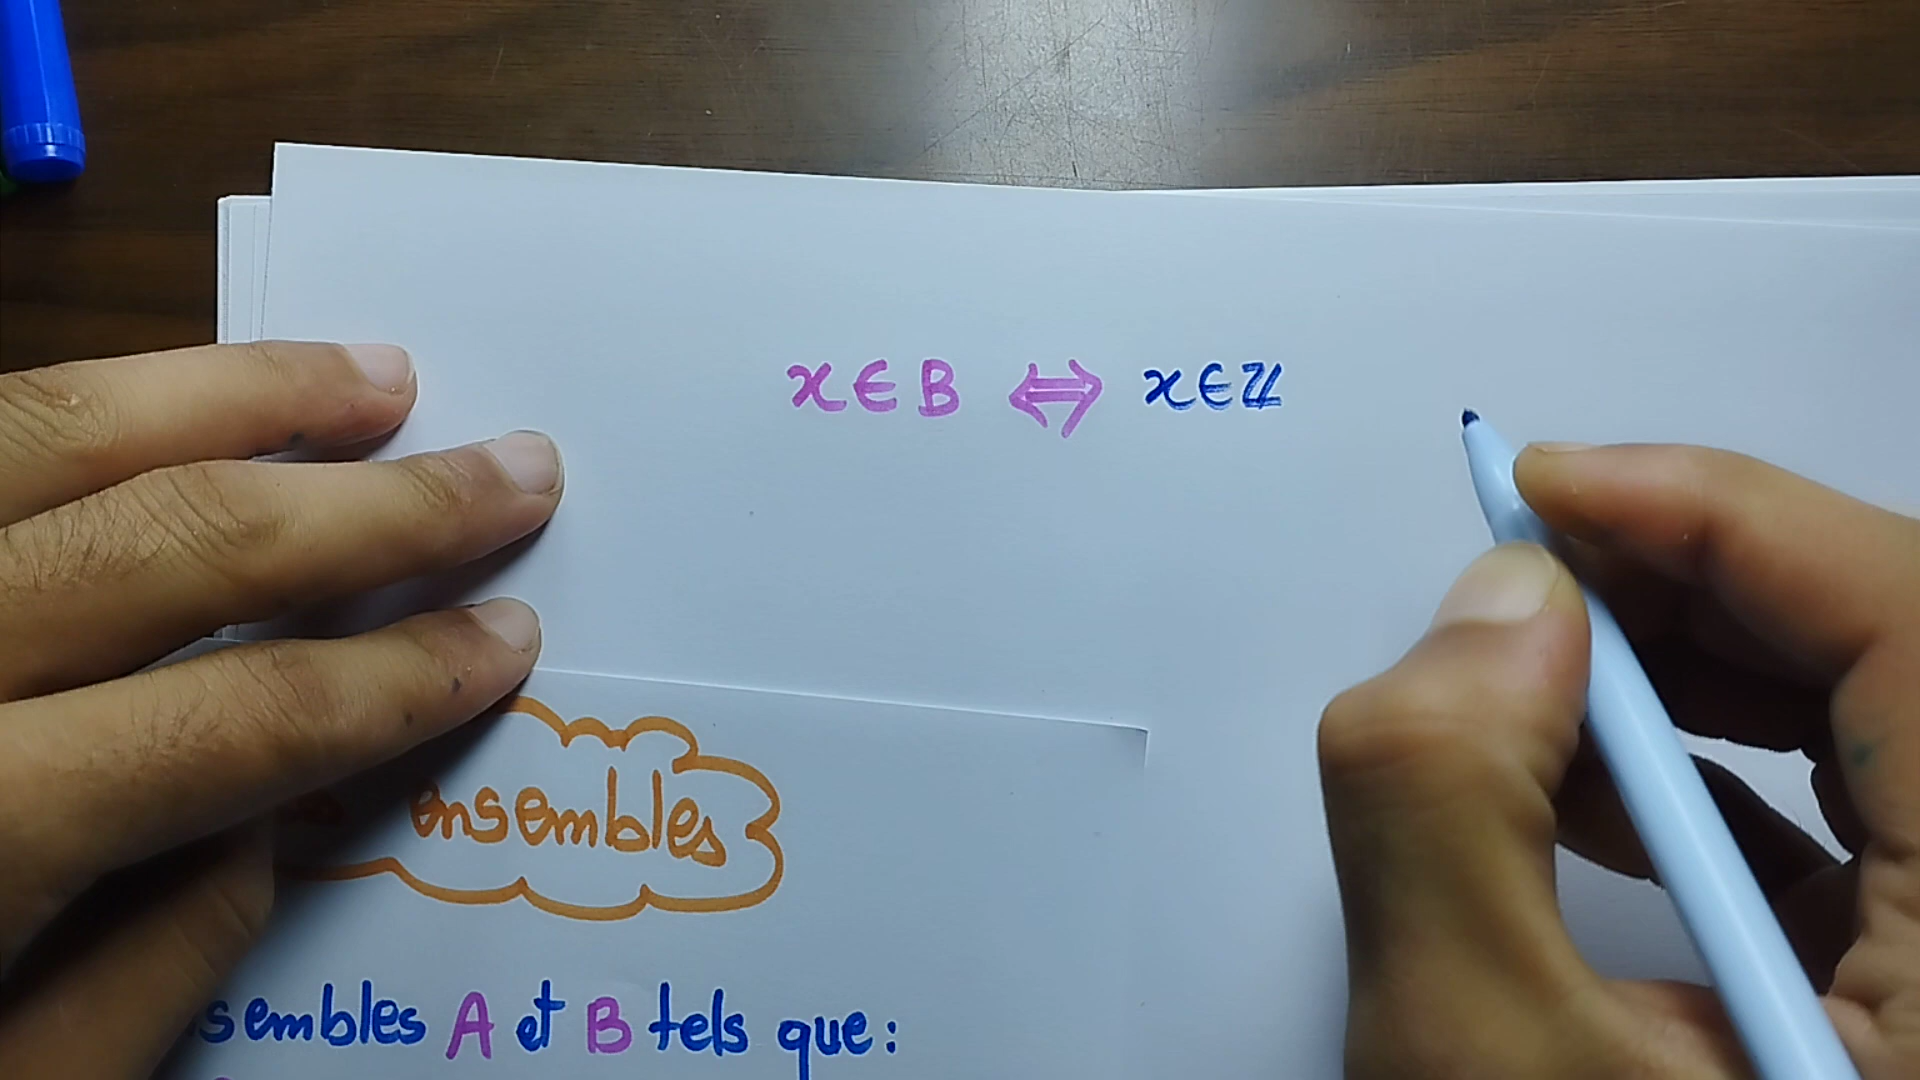 x ∈ B ⟺ x ∈ ℤ
ensembles
sembles A et B tels que :